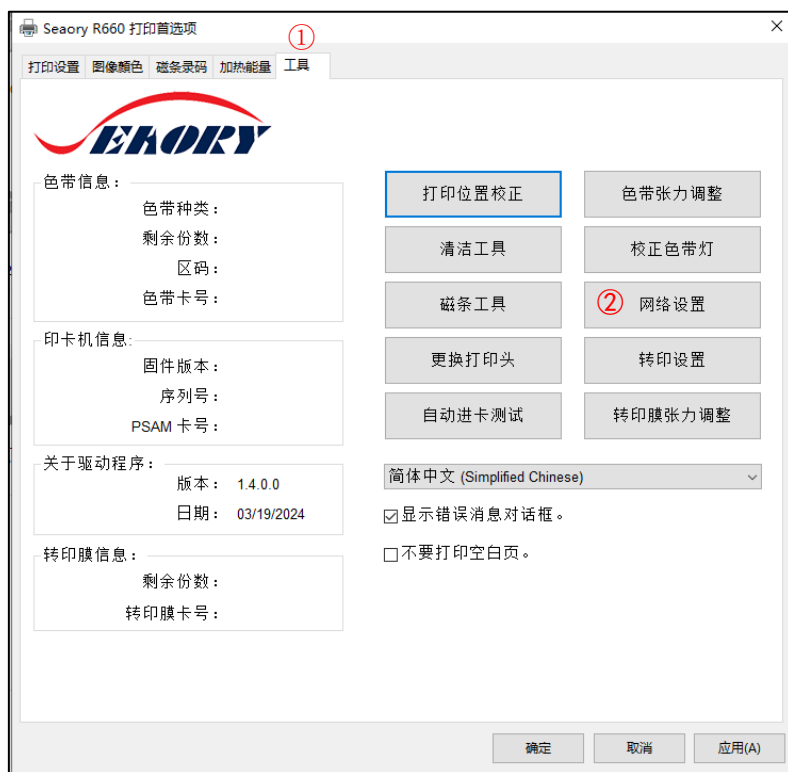 Seaory R660 打印首选项
①
打印设置 图像颜色 磁条录码 加热能量 工具
SEAORY
色带信息：
色带种类：
剩余份数：
区码：
色带卡号：
印卡机信息:
固件版本：
序列号：
PSAM 卡号：
关于驱动程序：
版本： 1.4.0.0
日期： 03/19/2024
转印膜信息：
剩余份数：
转印膜卡号：
打印位置校正 色带张力调整
清洁工具 校正色带灯
磁条工具 ② 网络设置
更换打印头 转印设置
自动进卡测试 转印膜张力调整
简体中文 (Simplified Chinese)
显示错误消息对话框。
不要打印空白页。
确定 取消 应用(A)